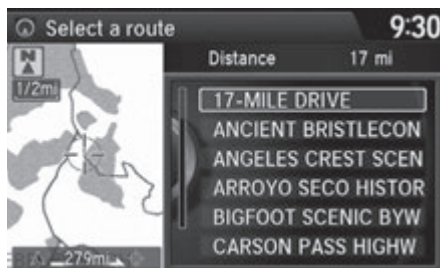 Select a route
9:30
N
Distance 17 mi
1/2mi
17-MILE DRIVE
ANCIENT BRISTLECON
ANGELES CREST SCEN
ARROYO SECO HISTOR
BIGFOOT SCENIC BYW
CARSON PASS HIGHW
279mi